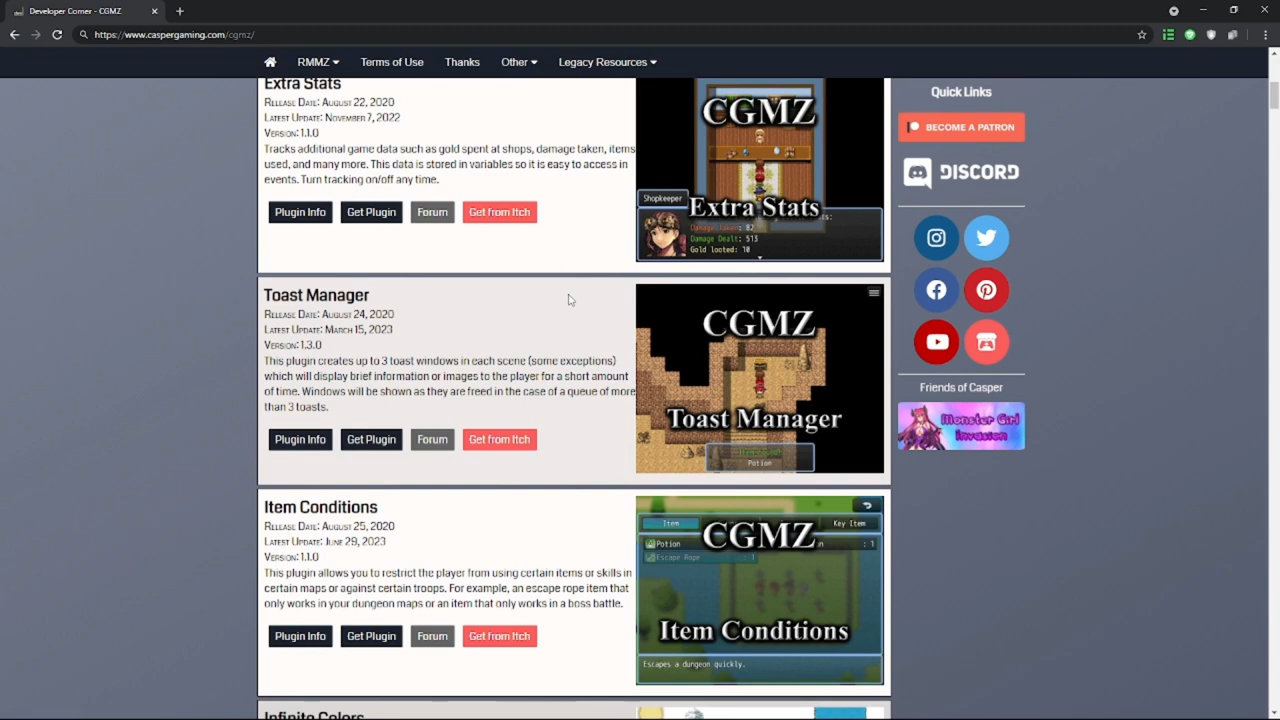 Developer Corner - CGMZ
https://www.caspergaming.com/cgmz/
RMMZ
Terms of Use
Thanks
Other
Legacy Resources
Extra Stats
Release Date: August 22, 2020
Latest Update: November 7, 2022
Version: 1.1.0
Tracks additional game data such as gold spent at shops, damage taken, items
used, and many more. This data is stored in variables so it is easy to access in
events. Turn tracking on/off any time.
Plugin Info
Get Plugin
Forum
Get from Itch
CGMZ
Shopkeeper
Extra Stats
Damage Dealt: 513
Gold looted: 10
Toast Manager
Release Date: August 24, 2020
Latest Update: March 15, 2023
Version: 1.3.0
This plugin creates up to 3 toast windows in each scene (some exceptions)
which will display brief information or images to the player for a short amount
of time. Windows will be shown as they are freed in the case of a queue of more
than 3 toasts.
Plugin Info
Get Plugin
Forum
Get from Itch
CGMZ
Toast Manager
Potion
Item Conditions
Release Date: August 25, 2020
Latest Update: June 29, 2023
Version: 1.1.0
This plugin allows you to restrict the player from using certain items or skills in
certain maps or against certain troops. For example, an escape rope item that
only works in your dungeon maps or an item that only works in a boss battle.
Plugin Info
Get Plugin
Forum
Get from Itch
Item
Key Item
CGMZ
Potion
: 1
Escape Rope
: 1
Item Conditions
Escapes a dungeon quickly.
Infinite Colors
Quick Links
BECOME A PATRON
DISCORD
Friends of Casper
Monster Girl
Invasion